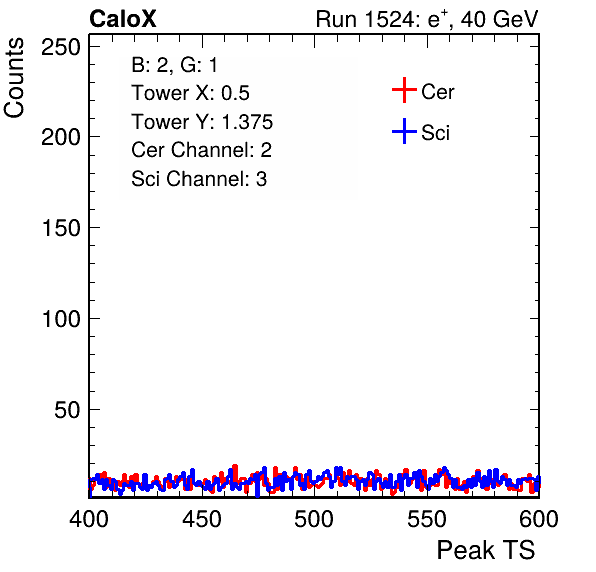 CaloX Run 1524: e⁺, 40 GeV
Counts
250
200
150
100
50
B: 2, G: 1
Tower X: 0.5
Tower Y: 1.375
Cer Channel: 2
Sci Channel: 3
Cer
Sci
400 450 500 550 600
Peak TS